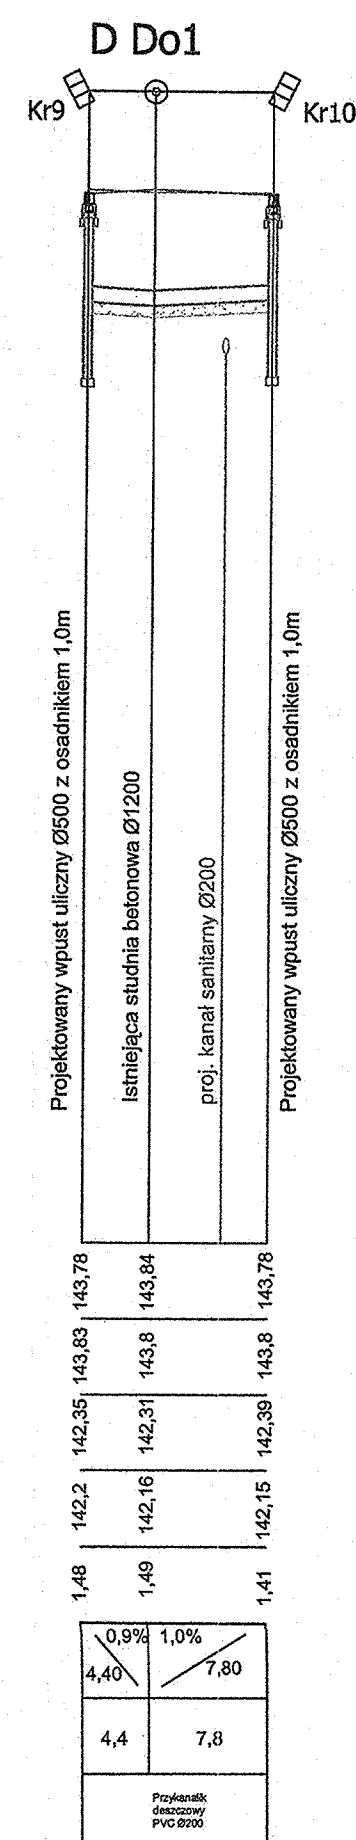 D Do1
Kr9
Kr10
Projektowany wpust uliczny Ø500 z osadnikiem 1,0m
Istniejąca studnia betonowa Ø1200
proj. kanał sanitarny Ø200
Projektowany wpust uliczny Ø500 z osadnikiem 1,0m
143,78 143,84 143,78
143,83 143,8 143,8
142,35 142,31 142,39
142,2 142,16 142,15
1,48 1,49 1,41
0,9% 1,0%
4,40 7,80
4,4 7,8
Przykanalik
deszczowy
PVC Ø200